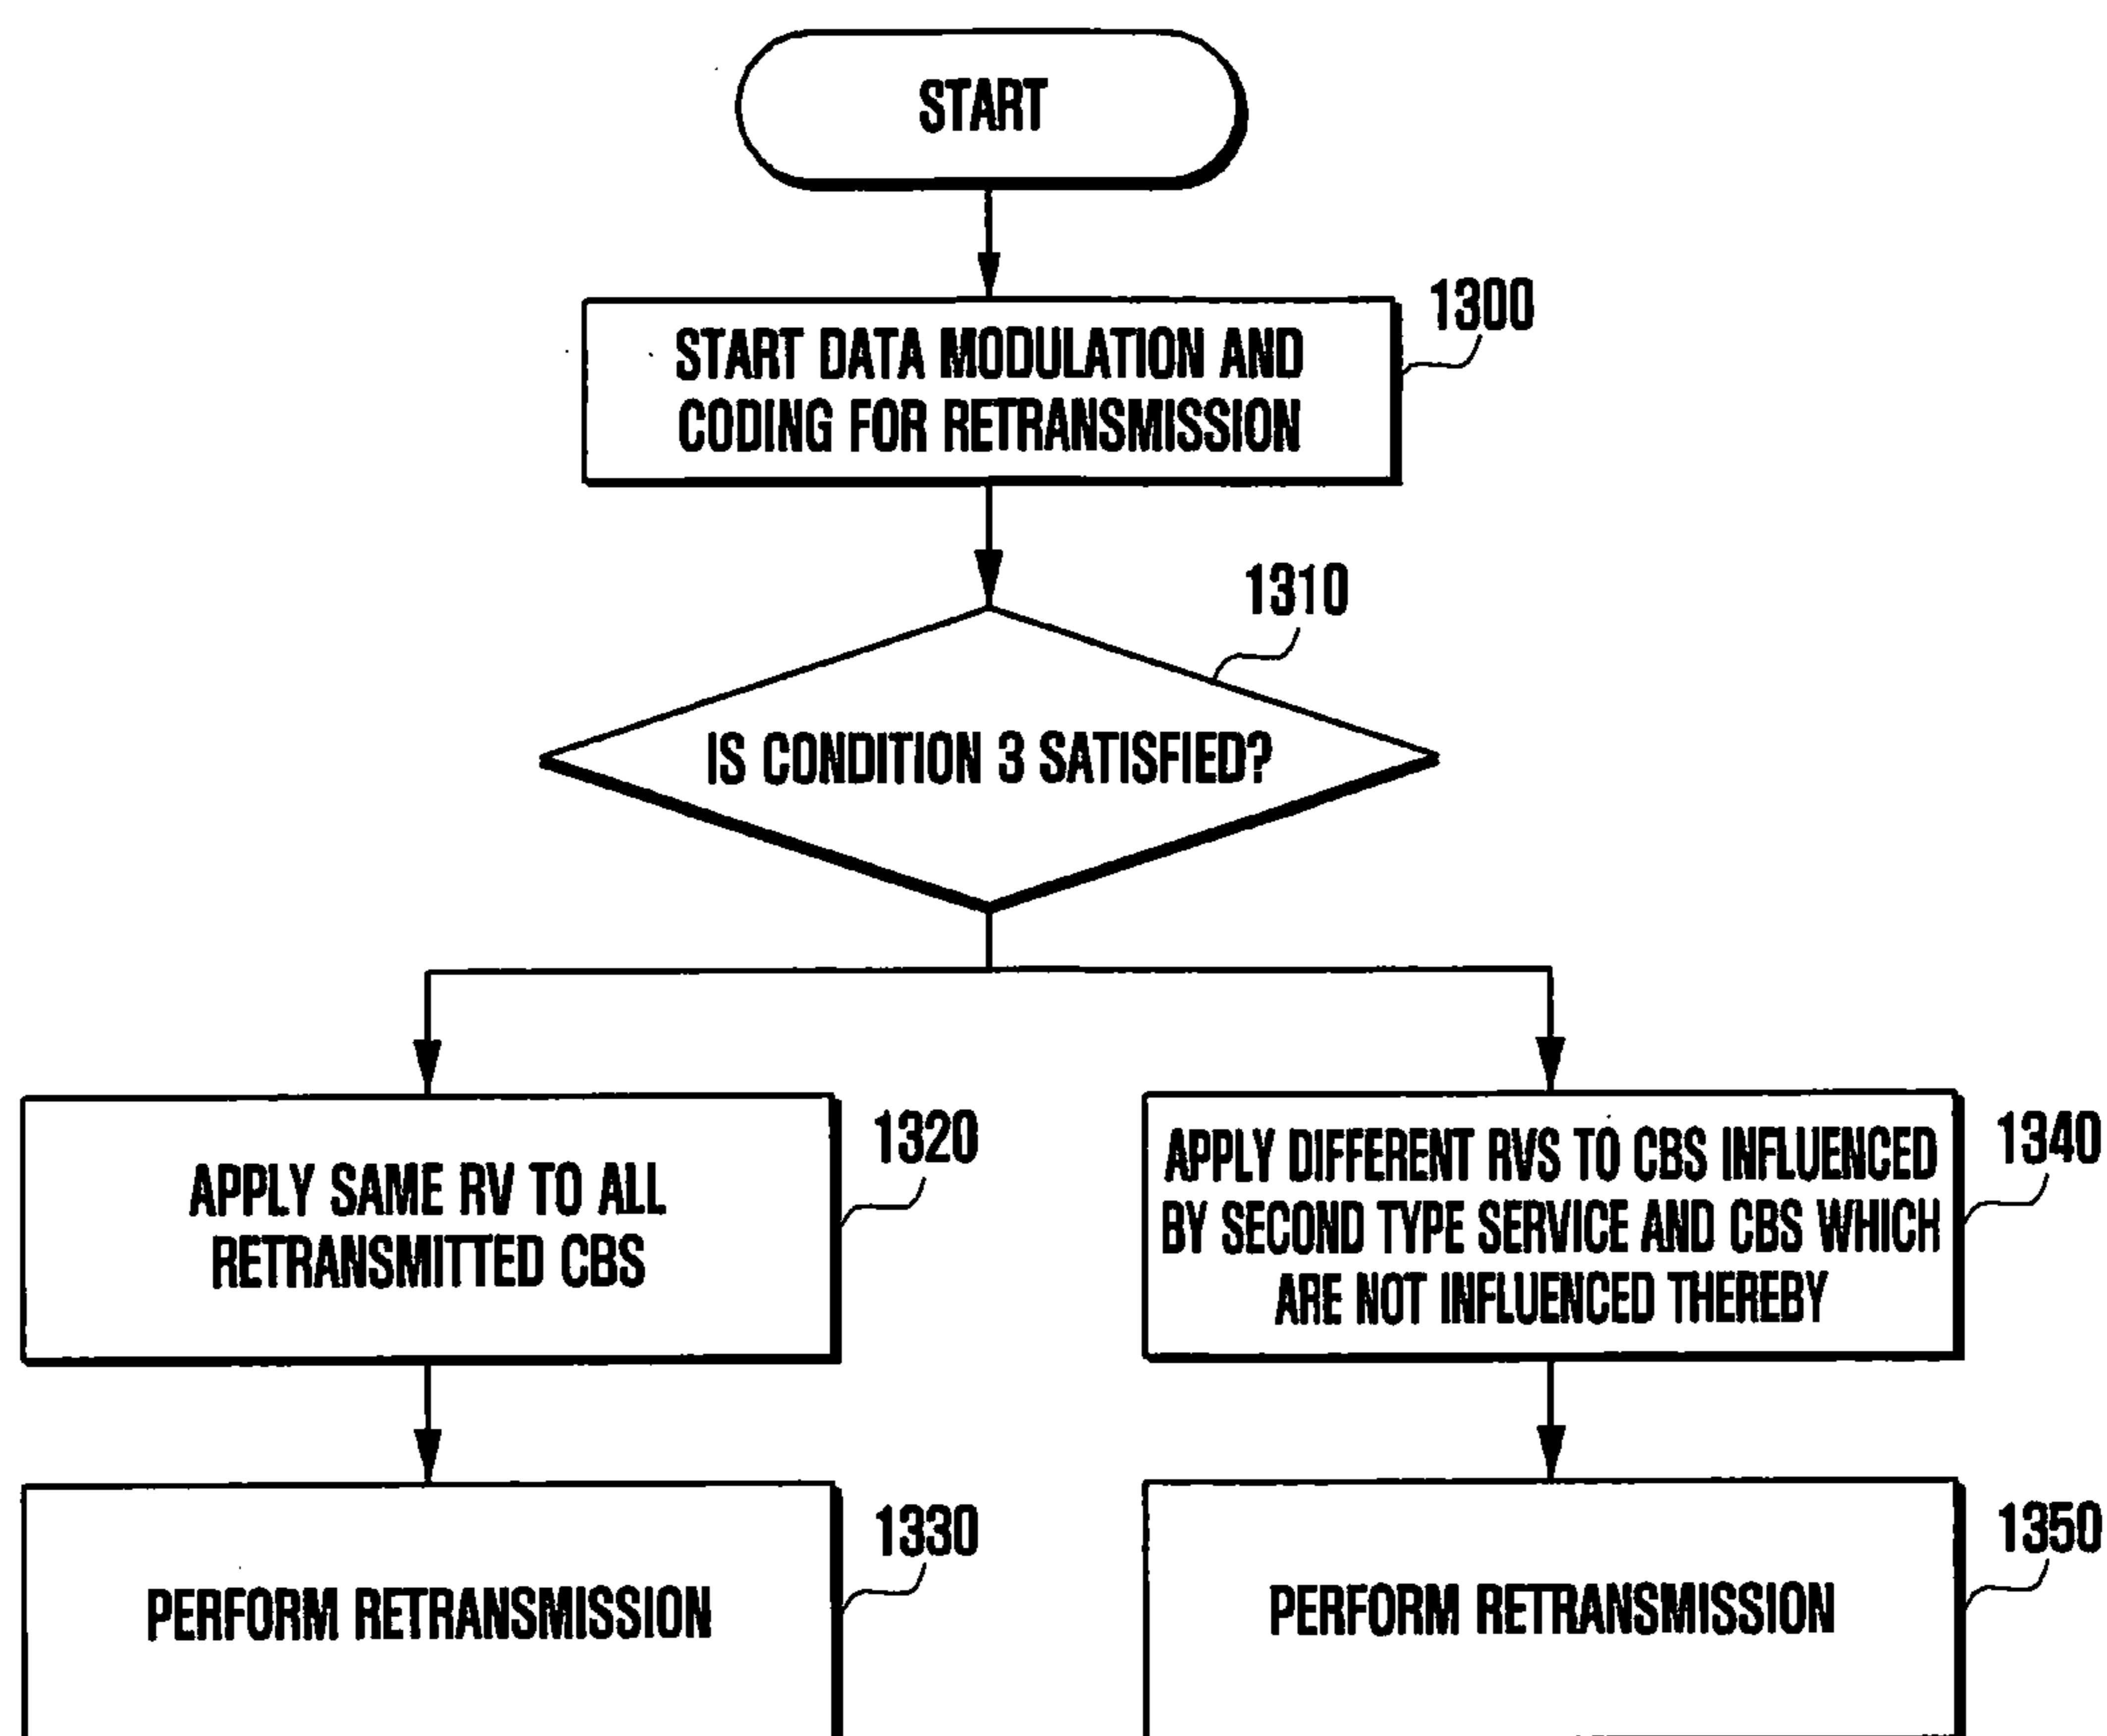 START
1300
START DATA MODULATION AND
CODING FOR RETRANSMISSION
1310
IS CONDITION 3 SATISFIED?
1320
APPLY SAME RV TO ALL
RETRANSMITTED CBS
1340
APPLY DIFFERENT RVS TO CBS INFLUENCED
BY SECOND TYPE SERVICE AND CBS WHICH
ARE NOT INFLUENCED THEREBY
1330
PERFORM RETRANSMISSION
1350
PERFORM RETRANSMISSION